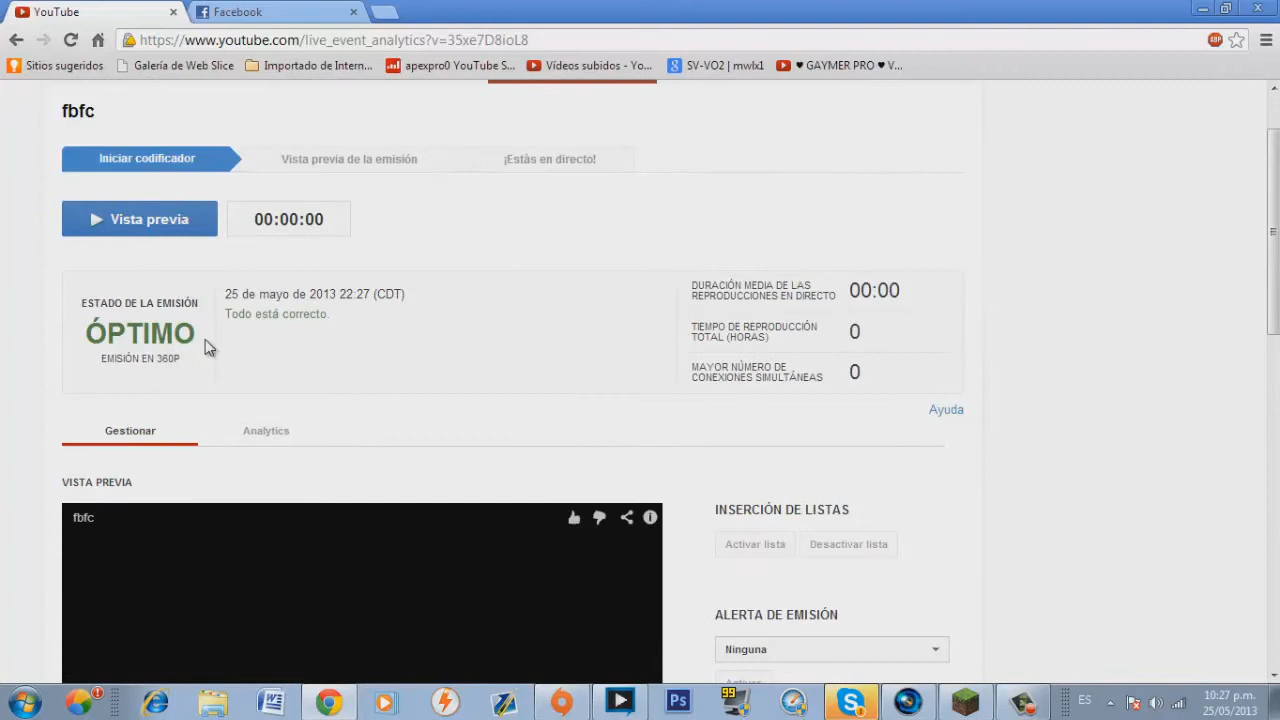 YouTube
Facebook
https://www.youtube.com/live_event_analytics?v=35xe7D8ioL8
ABP
Sitios sugeridos
Galería de Web Slice
Importado de Intern...
apexpro0 YouTube S...
Vídeos subidos - Yo...
SV-VO2 | mwlx1
♥ GAYMER PRO ♥ V...
fbfc
Iniciar codificador
Vista previa de la emisión
¡Estás en directo!
Vista previa
00:00:00
ESTADO DE LA EMISIÓN
ÓPTIMO
EMISIÓN EN 360P
25 de mayo de 2013 22:27 (CDT)
Todo está correcto.
DURACIÓN MEDIA DE LAS
REPRODUCCIONES EN DIRECTO
00:00
TIEMPO DE REPRODUCCIÓN
TOTAL (HORAS)
0
MAYOR NÚMERO DE
CONEXIONES SIMULTÁNEAS
0
Ayuda
Gestionar
Analytics
VISTA PREVIA
fbfc
INSERCIÓN DE LISTAS
Activar lista
Desactivar lista
ALERTA DE EMISIÓN
Ninguna
Activar
Ps
99
ES
10:27 p.m.
25/05/2013